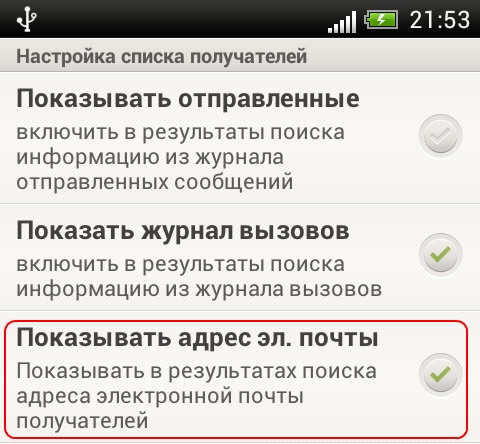 21:53
Настройка списка получателей
Показывать отправленные
включить в результаты поиска
информацию из журнала
отправленных сообщений
Показать журнал вызовов
включить в результаты поиска
информацию из журнала вызовов
Показывать адрес эл. почты
Показывать в результатах поиска
адреса электронной почты
получателей